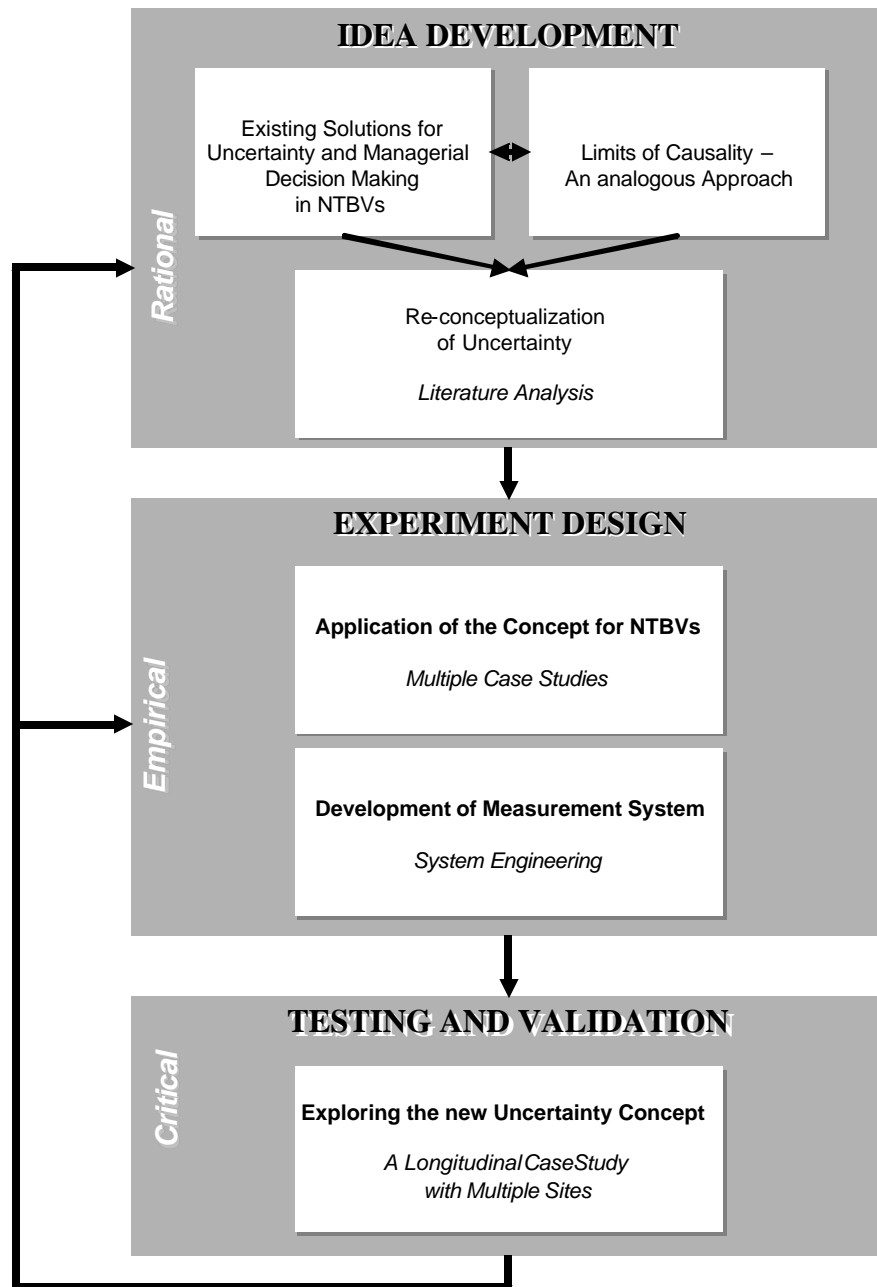 IDEA DEVELOPMENT
Existing Solutions for
Uncertainty and Managerial
Decision Making
in NTBVs
Limits of Causality –
An analogous Approach
Rational
Re-conceptualization
of Uncertainty
Literature Analysis
EXPERIMENT DESIGN
Empirical
Application of the Concept for NTBVs
Multiple Case Studies
Development of Measurement System
System Engineering
TESTING AND VALIDATION
Critical
Exploring the new Uncertainty Concept
A Longitudinal CaseStudy
with Multiple Sites